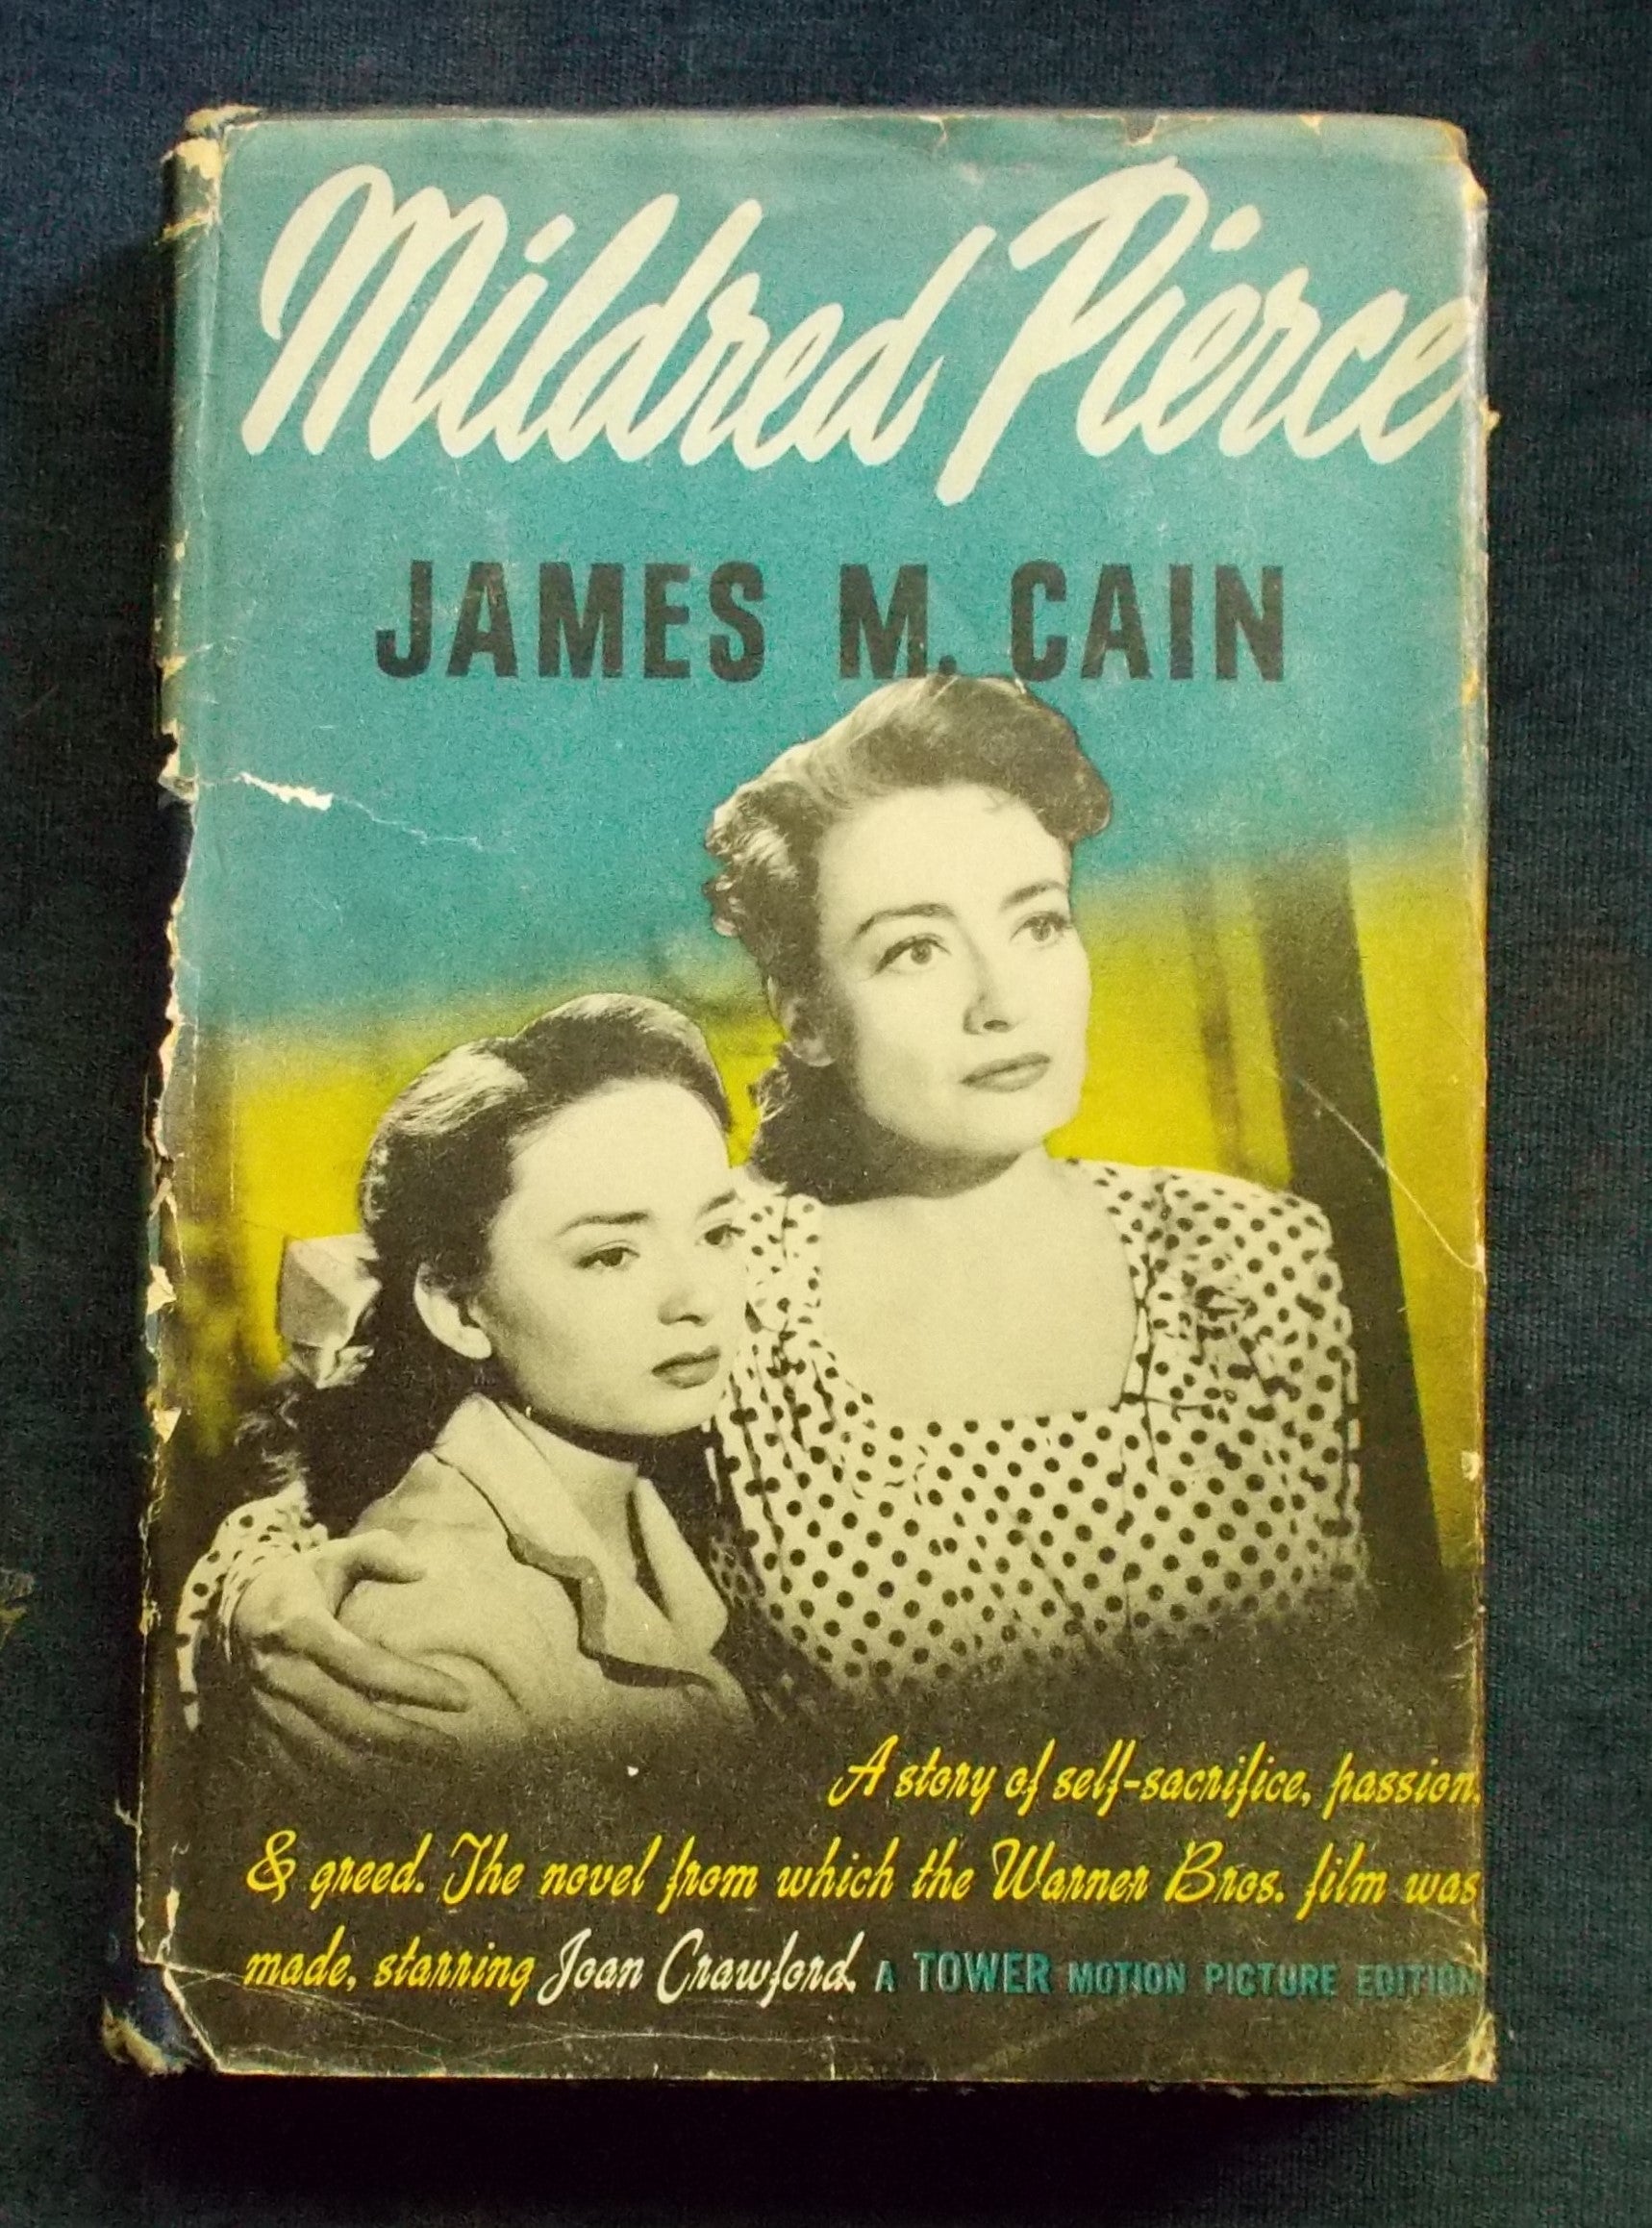 Mildred Pierce
JAMES M. CAIN
A story of self-sacrifice, passion,
& greed. The novel from which the Warner Bros. film was
made, starring Joan Crawford. A TOWER MOTION PICTURE EDITION